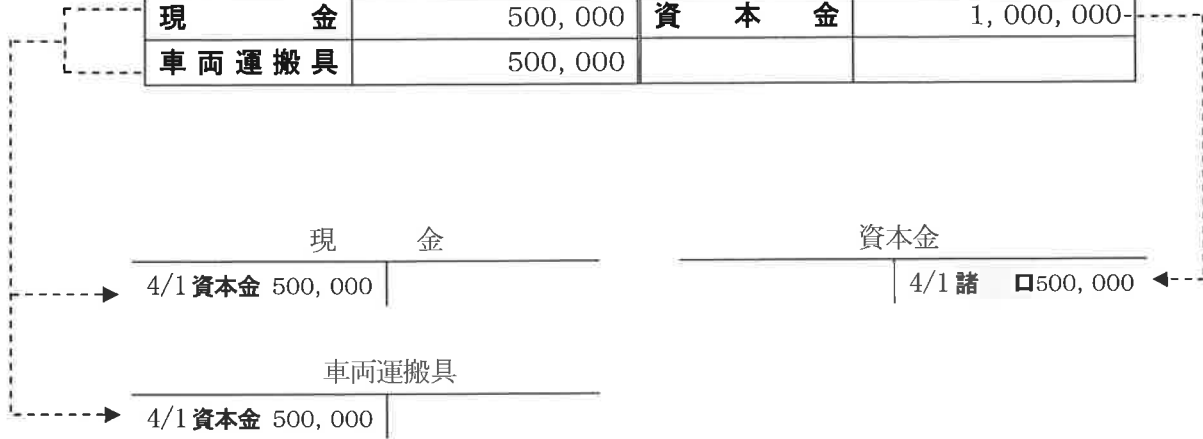 現 金 500,000 資 本 金 1,000,000
車両運搬具 500,000
現 金
4/1 資本金 500,000
資本金
4/1 諸 口 500,000
車両運搬具
4/1 資本金 500,000